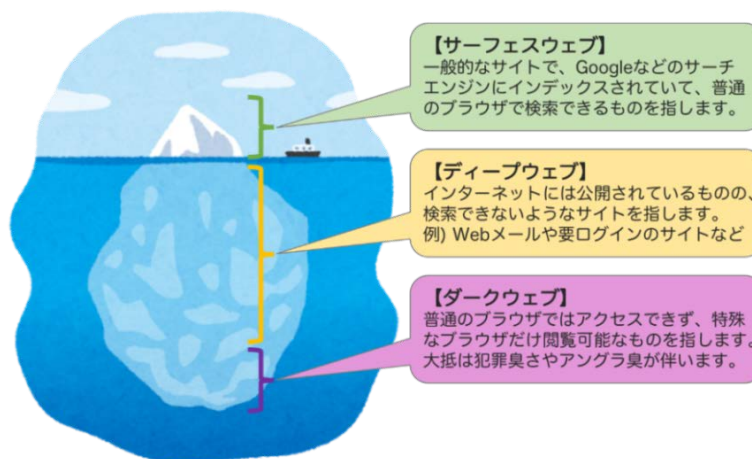 【サーフェスウェブ】
一般的なサイトで、Googleなどのサーチ
エンジンにインデックスされていて、普通
のブラウザで検索できるものを指します。
【ディープウェブ】
インターネットには公開されているものの、
検索できないようなサイトを指します。
例) Webメールや要ログインのサイトなど
【ダークウェブ】
普通のブラウザではアクセスできず、特殊
なブラウザだけ閲覧可能なものを指します。
大抵は犯罪臭さやアングラ臭が伴います。